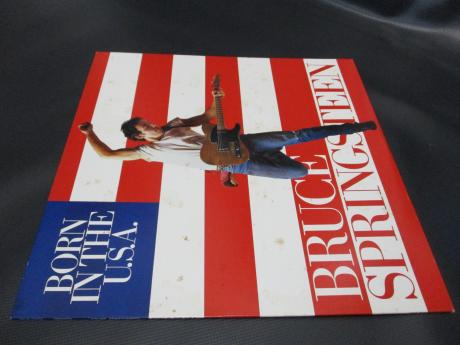 BORN
IN THE
U.S.A.
BRUCE
SPRINGSTEEN